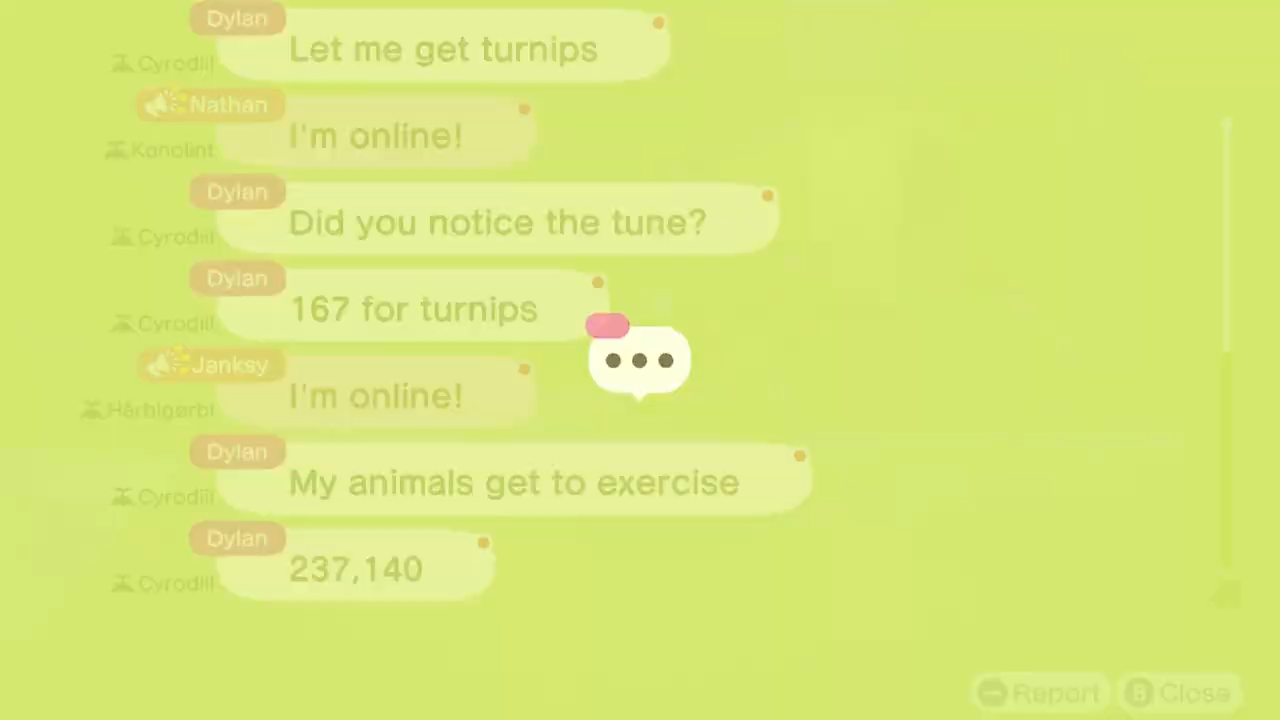 Dylan
Let me get turnips
Cyrodiil
Nathan
I'm online!
Konolint
Dylan
Did you notice the tune?
Cyrodiil
Dylan
167 for turnips
Cyrodiil
Janksy
I'm online!
Dylan
My animals get to exercise
Cyrodiil
Dylan
237,140
Cyrodiil
Report
B Close